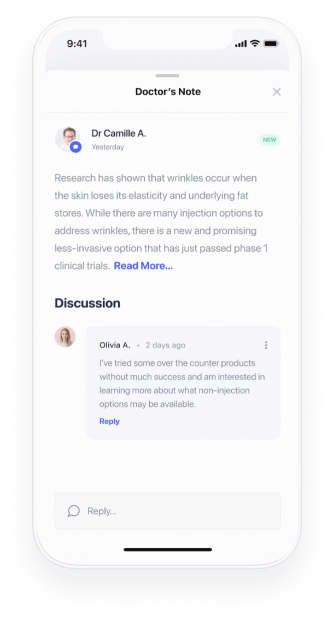 9:41
Doctor's Note
Dr Camille A.
Yesterday
NEW
Research has shown that wrinkles occur when
the skin loses its elasticity and underlying fat
stores. While there are many injection options to
address wrinkles, there is a new and promising
less-invasive option that has just passed phase 1
clinical trials. Read More...
Discussion
Olivia A. • 2 days ago
I've tried some over the counter products
without much success and am interested in
learning more about what non-injection
options may be available.
Reply
Reply...